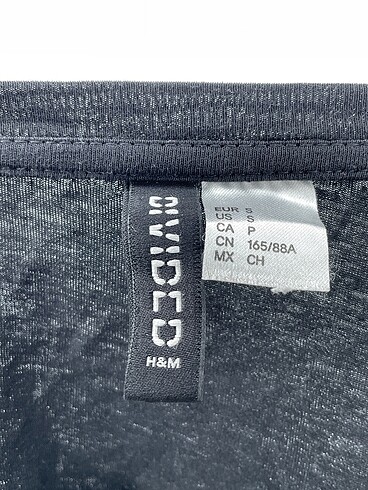 DIVIDED
H&M
EUR S
US S
CA P
CN 165/88A
MX CH